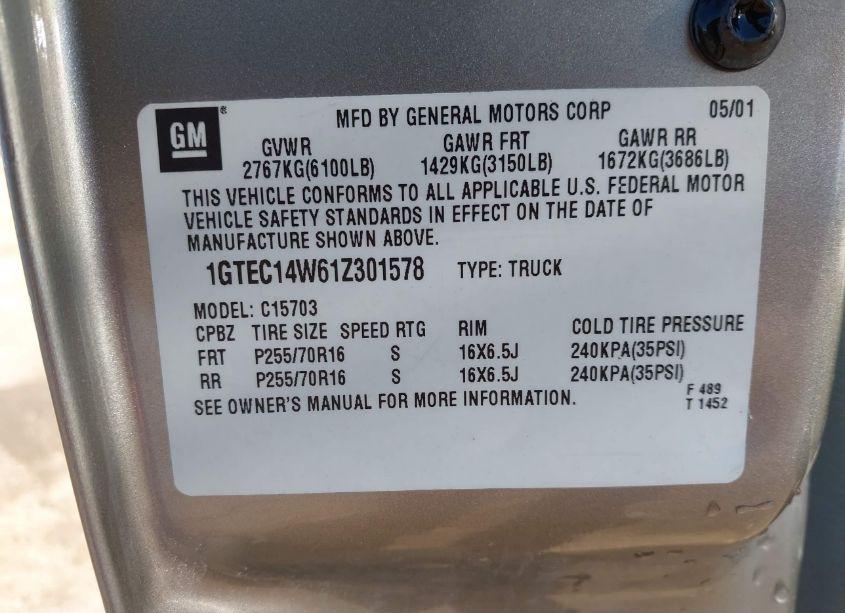 GM® MFD BY GENERAL MOTORS CORP 05/01
GVWR GAWR FRT GAWR RR
2767KG(6100LB) 1429KG(3150LB) 1672KG(3686LB)
THIS VEHICLE CONFORMS TO ALL APPLICABLE U.S. FEDERAL MOTOR
VEHICLE SAFETY STANDARDS IN EFFECT ON THE DATE OF
MANUFACTURE SHOWN ABOVE.
1GTEC14W61Z301578 TYPE: TRUCK
MODEL: C15703
CPBZ TIRE SIZE SPEED RTG RIM COLD TIRE PRESSURE
FRT P255/70R16 S 16X6.5J 240KPA(35PSI)
RR P255/70R16 S 16X6.5J 240KPA(35PSI)
SEE OWNER'S MANUAL FOR MORE INFORMATION.
F 489
T 1452